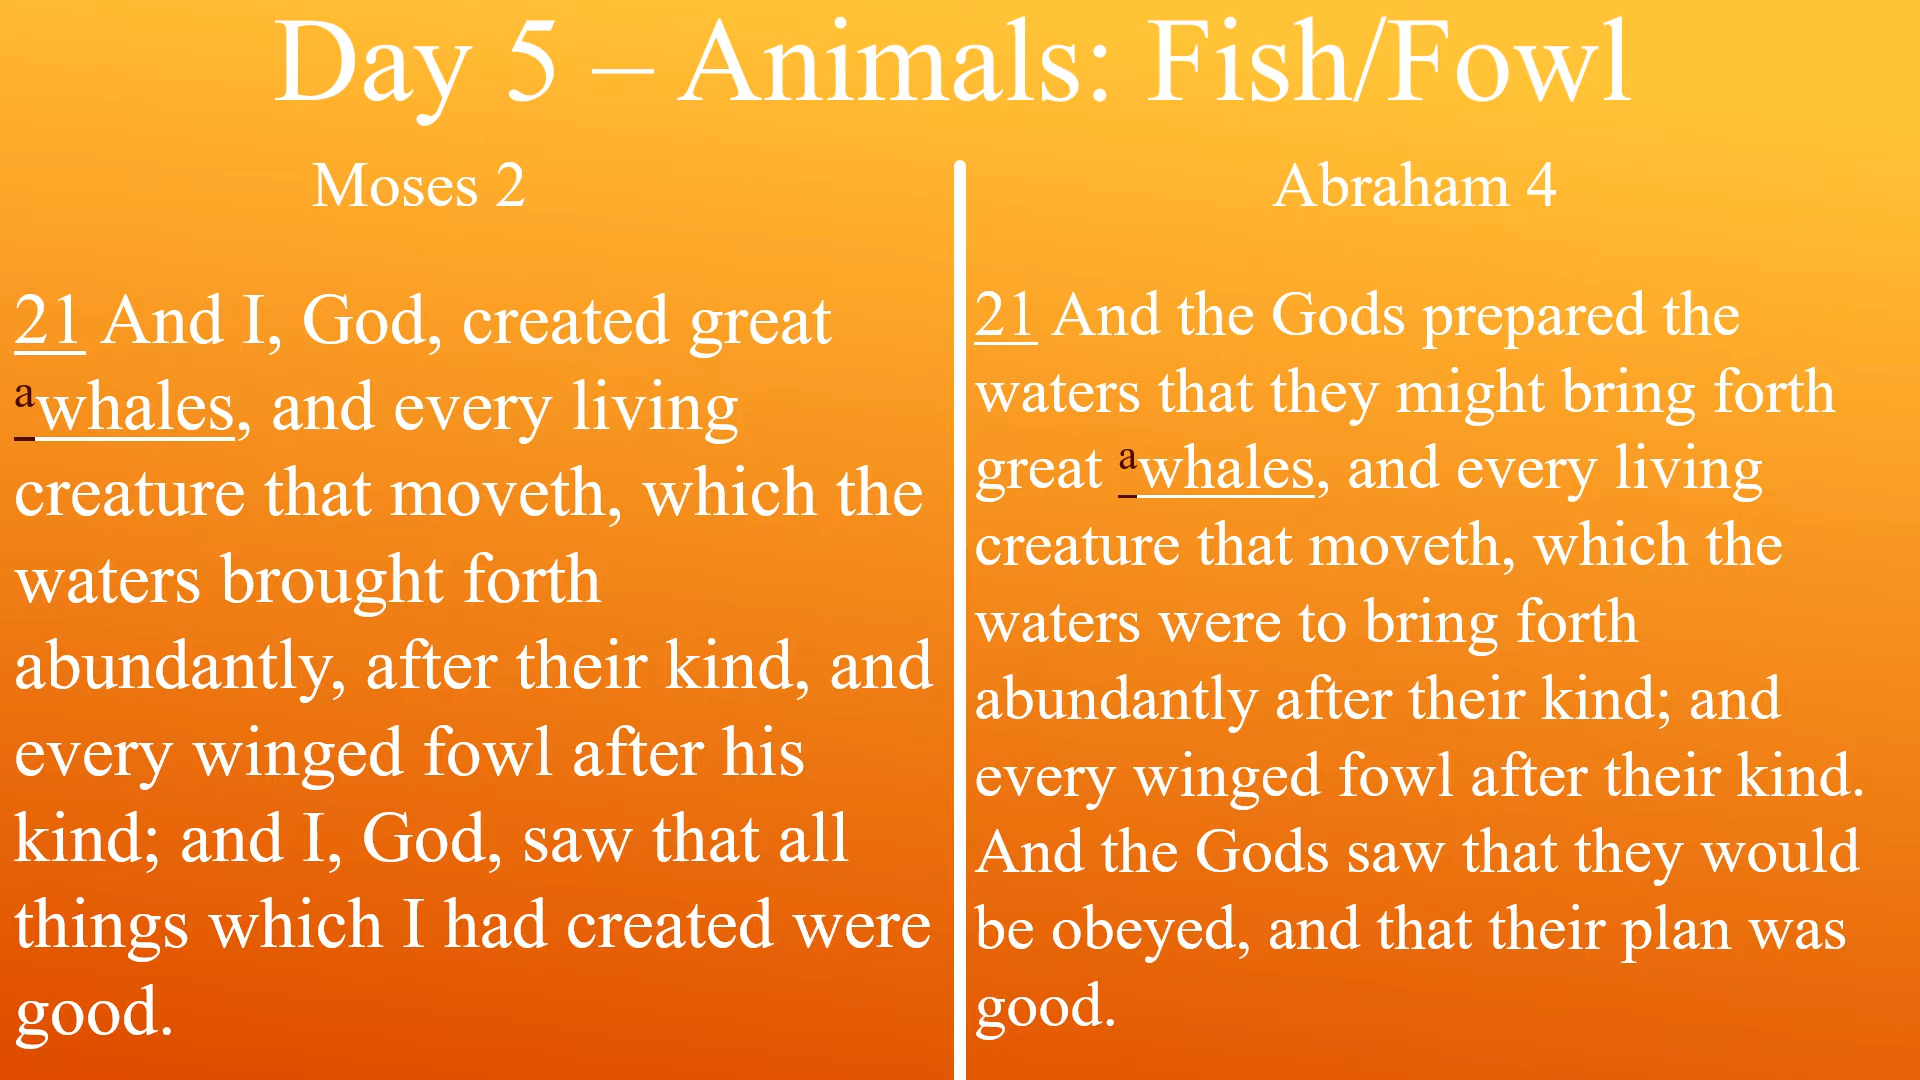 Day 5 – Animals: Fish/Fowl
Moses 2
21 And I, God, created great
awhales, and every living
creature that moveth, which the
waters brought forth
abundantly, after their kind, and
every winged fowl after his
kind; and I, God, saw that all
things which I had created were
good.
Abraham 4
21 And the Gods prepared the
waters that they might bring forth
great awhales, and every living
creature that moveth, which the
waters were to bring forth
abundantly after their kind; and
every winged fowl after their kind.
And the Gods saw that they would
be obeyed, and that their plan was
good.